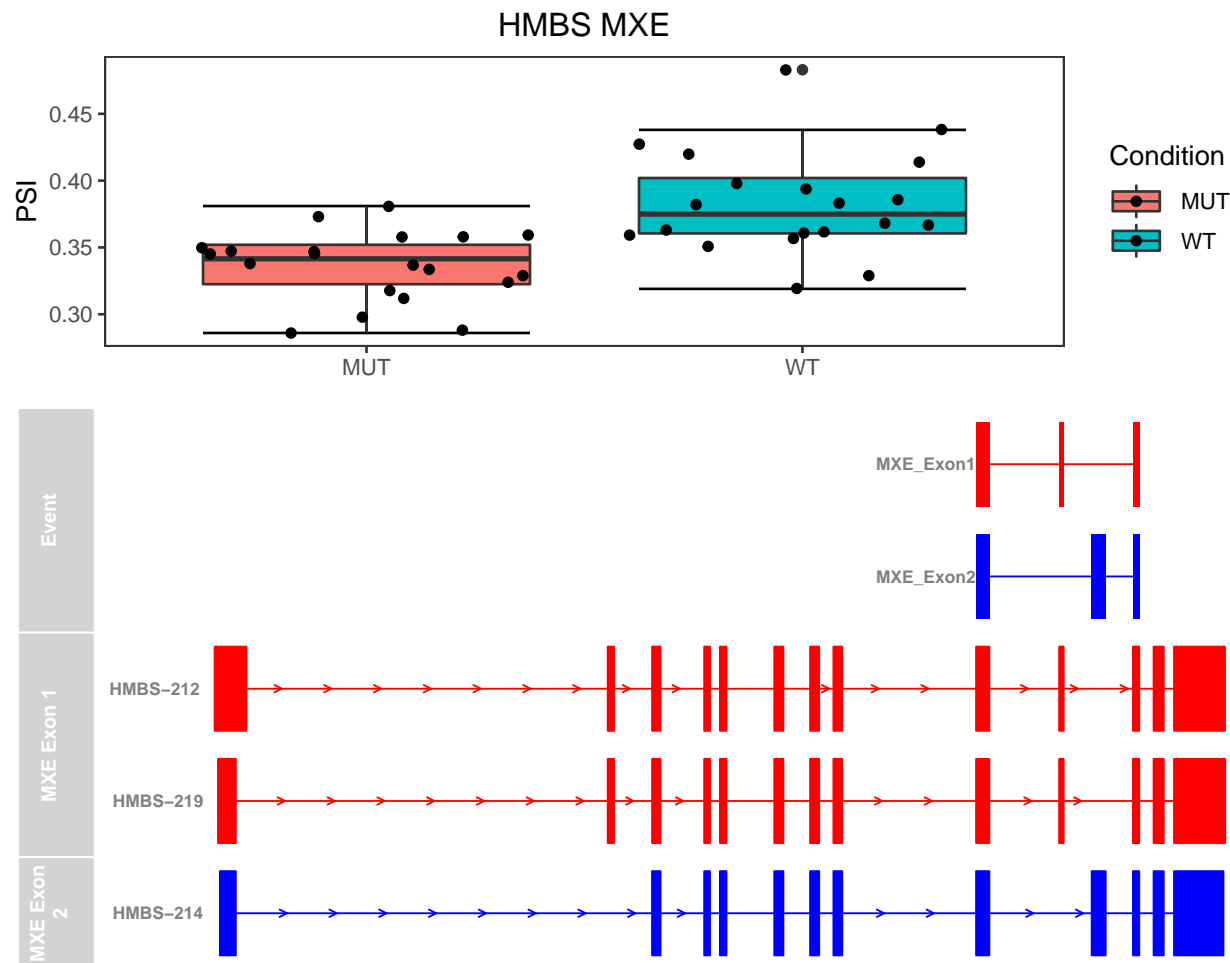 HMBS MXE
PSI
0.45
0.40
0.35
0.30
MUT
WT
Condition
MUT
WT
Event
MXE_Exon1
MXE_Exon2
MXE Exon 1
HMBS−212
HMBS−219
MXE Exon
2
HMBS−214